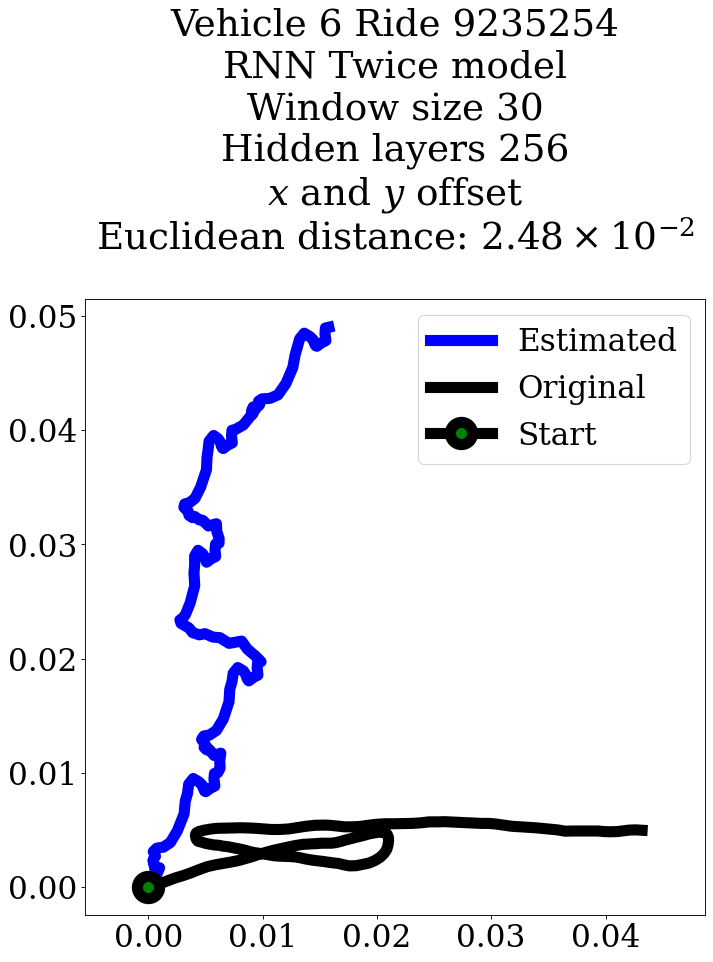 Vehicle 6 Ride 9235254
RNN Twice model
Window size 30
Hidden layers 256
x and y offset
Euclidean distance: 2.48 × 10⁻²
0.05
0.04
0.03
0.02
0.01
0.00
Estimated
Original
Start
0.00 0.01 0.02 0.03 0.04